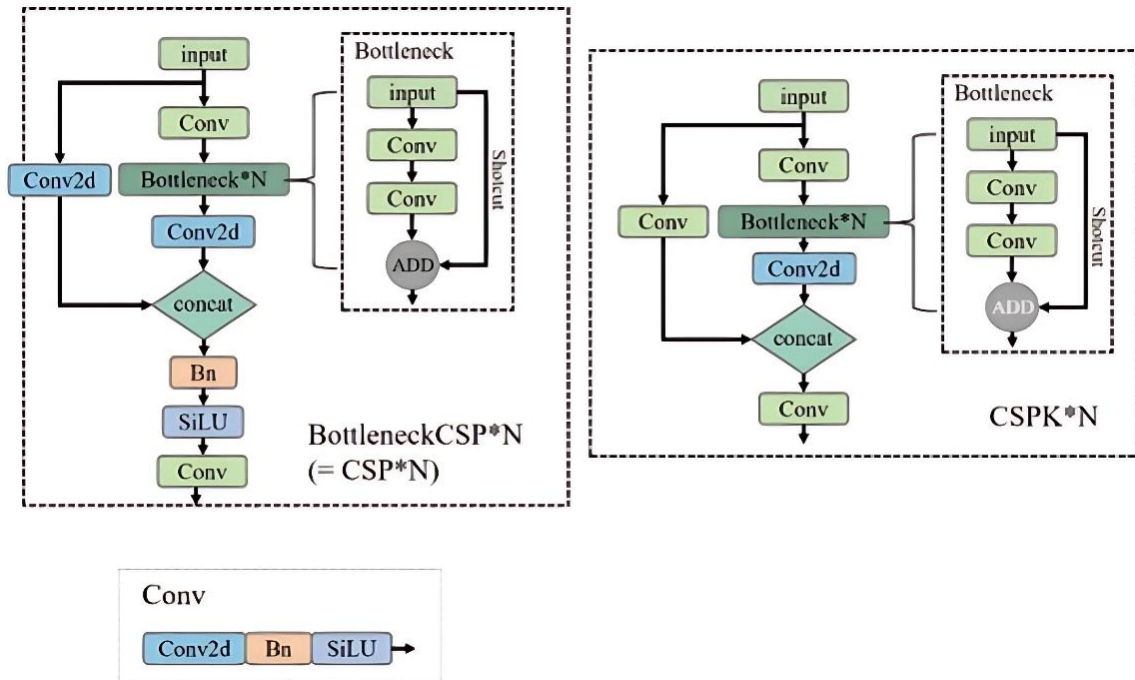 input
Conv
Conv2d
Bottleneck*N
Conv2d
concat
Bn
SiLU
Conv
BottleneckCSP*N
(= CSP*N)
Bottleneck
input
Conv
Conv
Shotcut
ADD
input
Conv
Conv
Bottleneck*N
Conv2d
concat
Conv
CSPK*N
Bottleneck
input
Conv
Conv
Shotcut
ADD
Conv
Conv2d Bn SiLU